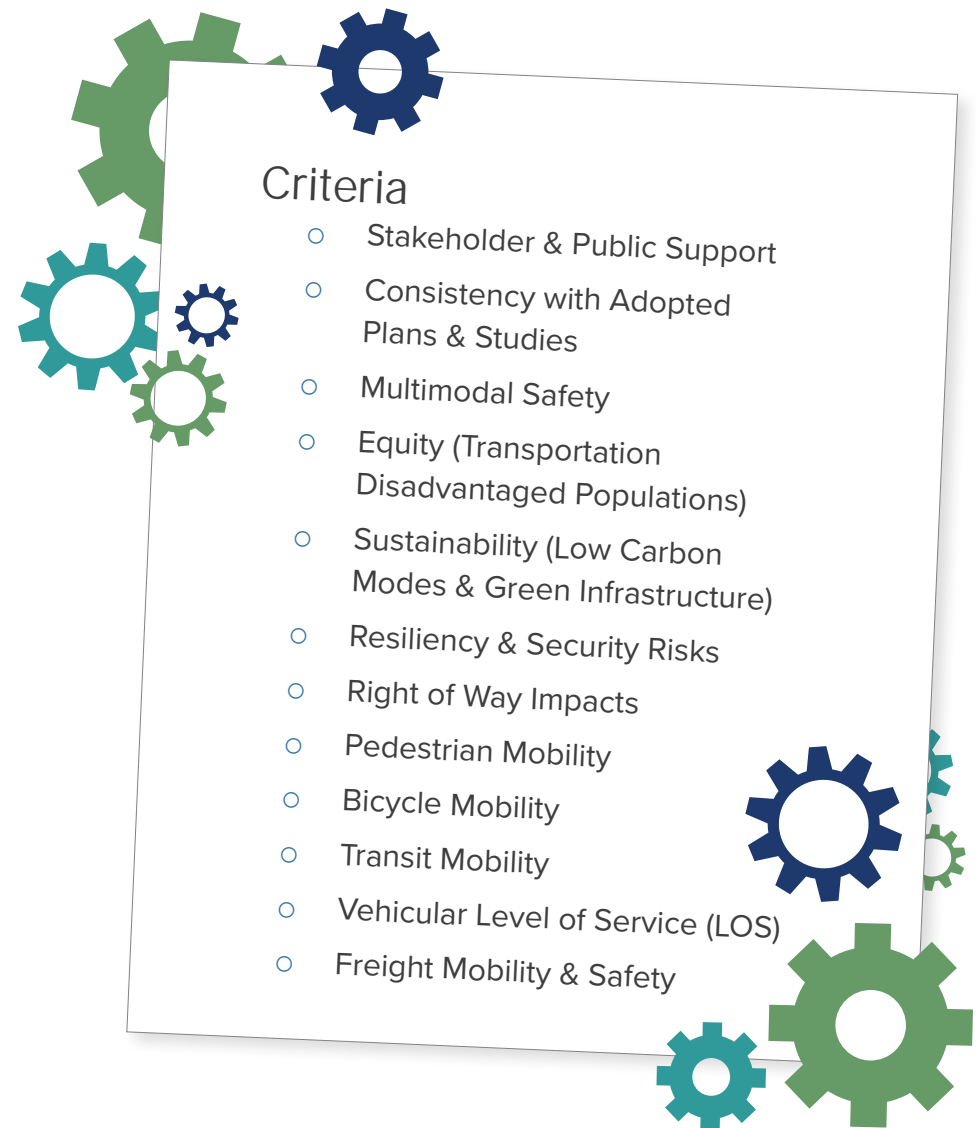 Criteria
Stakeholder & Public Support
Consistency with Adopted
Plans & Studies
Multimodal Safety
Equity (Transportation
Disadvantaged Populations)
Sustainability (Low Carbon
Modes & Green Infrastructure)
Resiliency & Security Risks
Right of Way Impacts
Pedestrian Mobility
Bicycle Mobility
Transit Mobility
Vehicular Level of Service (LOS)
Freight Mobility & Safety